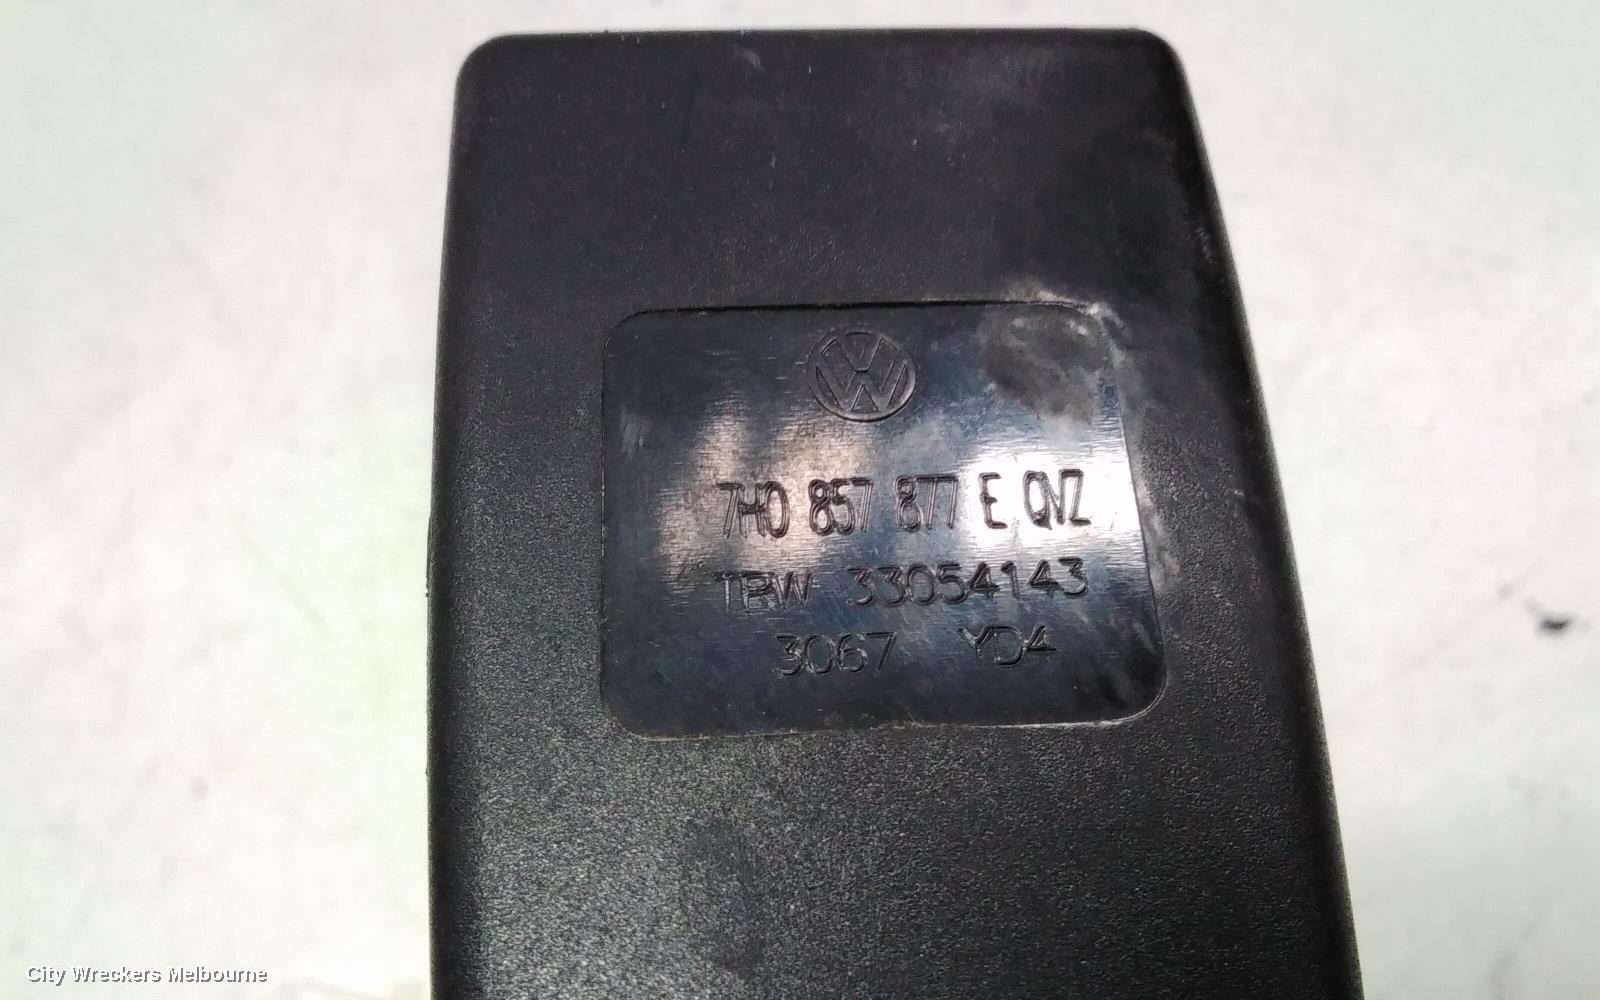 7H0 857 877 E QVZ
TRW 33054143
3067 YD4
City Wreckers Melbourne